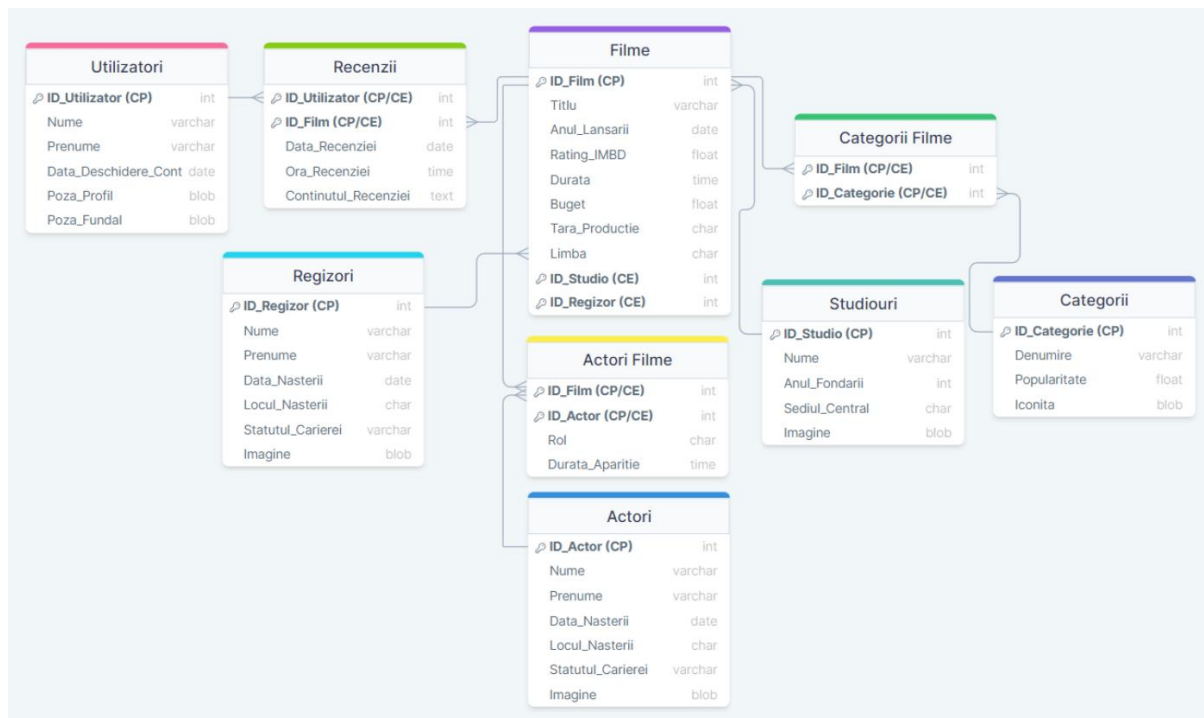 Utilizatori
ID_Utilizator (CP) int
Nume varchar
Prenume varchar
Data_Deschidere_Cont date
Poza_Profil blob
Poza_Fundal blob
Recenzii
ID_Utilizator (CP/CE) int
ID_Film (CP/CE) int
Data_Recenziei date
Ora_Recenziei time
Continutul_Recenziei text
Filme
ID_Film (CP) int
Titlu varchar
Anul_Lansarii date
Rating_IMBD float
Durata time
Buget float
Tara_Productie char
Limba char
ID_Studio (CE) int
ID_Regizor (CE) int
Categorii Filme
ID_Film (CP/CE) int
ID_Categorie (CP/CE) int
Regizori
ID_Regizor (CP) int
Nume varchar
Prenume varchar
Data_Nasterii date
Locul_Nasterii char
Statutul_Carierei varchar
Imagine blob
Actori Filme
ID_Film (CP/CE) int
ID_Actor (CP/CE) int
Rol char
Durata_Aparitie time
Studiouri
ID_Studio (CP) int
Nume varchar
Anul_Fondarii int
Sediul_Central char
Imagine blob
Categorii
ID_Categorie (CP) int
Denumire varchar
Popularitate float
Iconita blob
Actori
ID_Actor (CP) int
Nume varchar
Prenume varchar
Data_Nasterii date
Locul_Nasterii char
Statutul_Carierei varchar
Imagine blob